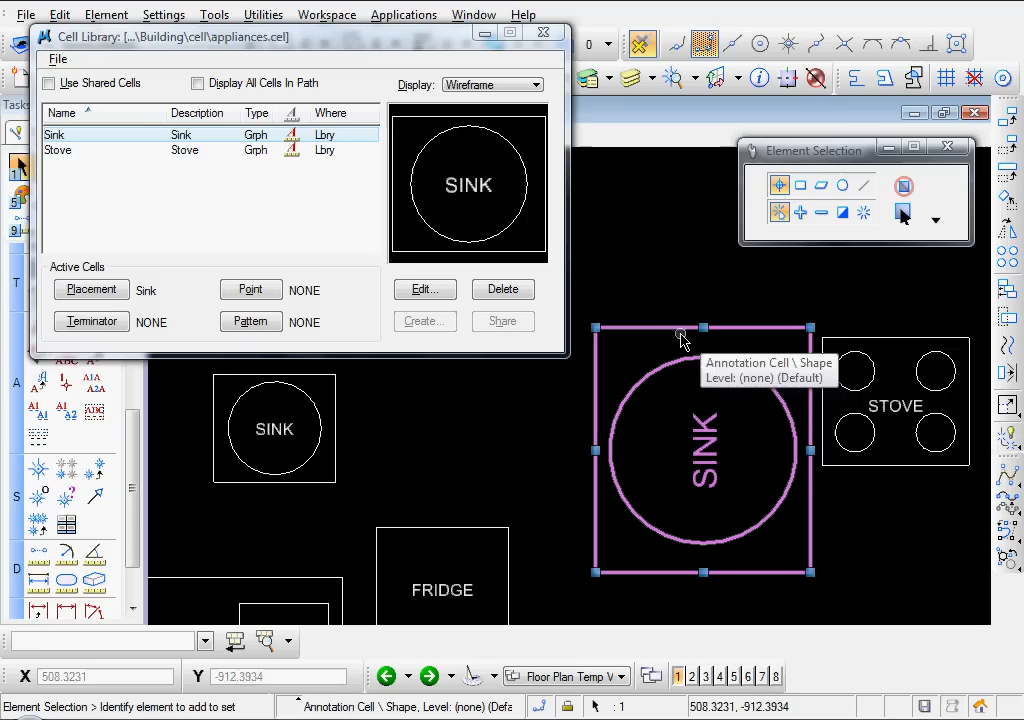 File Edit Element Settings Tools Utilities Workspace Applications Window Help
Cell Library: [...\Building\cell\appliances.cel]
File
Use Shared Cells Display All Cells In Path Display: Wireframe
Name Description Type Where
Sink Sink Grph Lbry
Stove Stove Grph Lbry
SINK
Active Cells
Placement Sink Point NONE Edit... Delete
Terminator NONE Pattern NONE Create... Share
0
Tasks
Element Selection
1
5
9
T
A
S
D
Annotation Cell \ Shape
Level: (none) (Default)
SINK
SINK
STOVE
FRIDGE
X 508.3231 Y -912.3934 Floor Plan Temp V 1 2 3 4 5 6 7 8
Element Selection > Identify element to add to set Annotation Cell \ Shape, Level: (none) (Defa : 1 508.3231, -912.3934